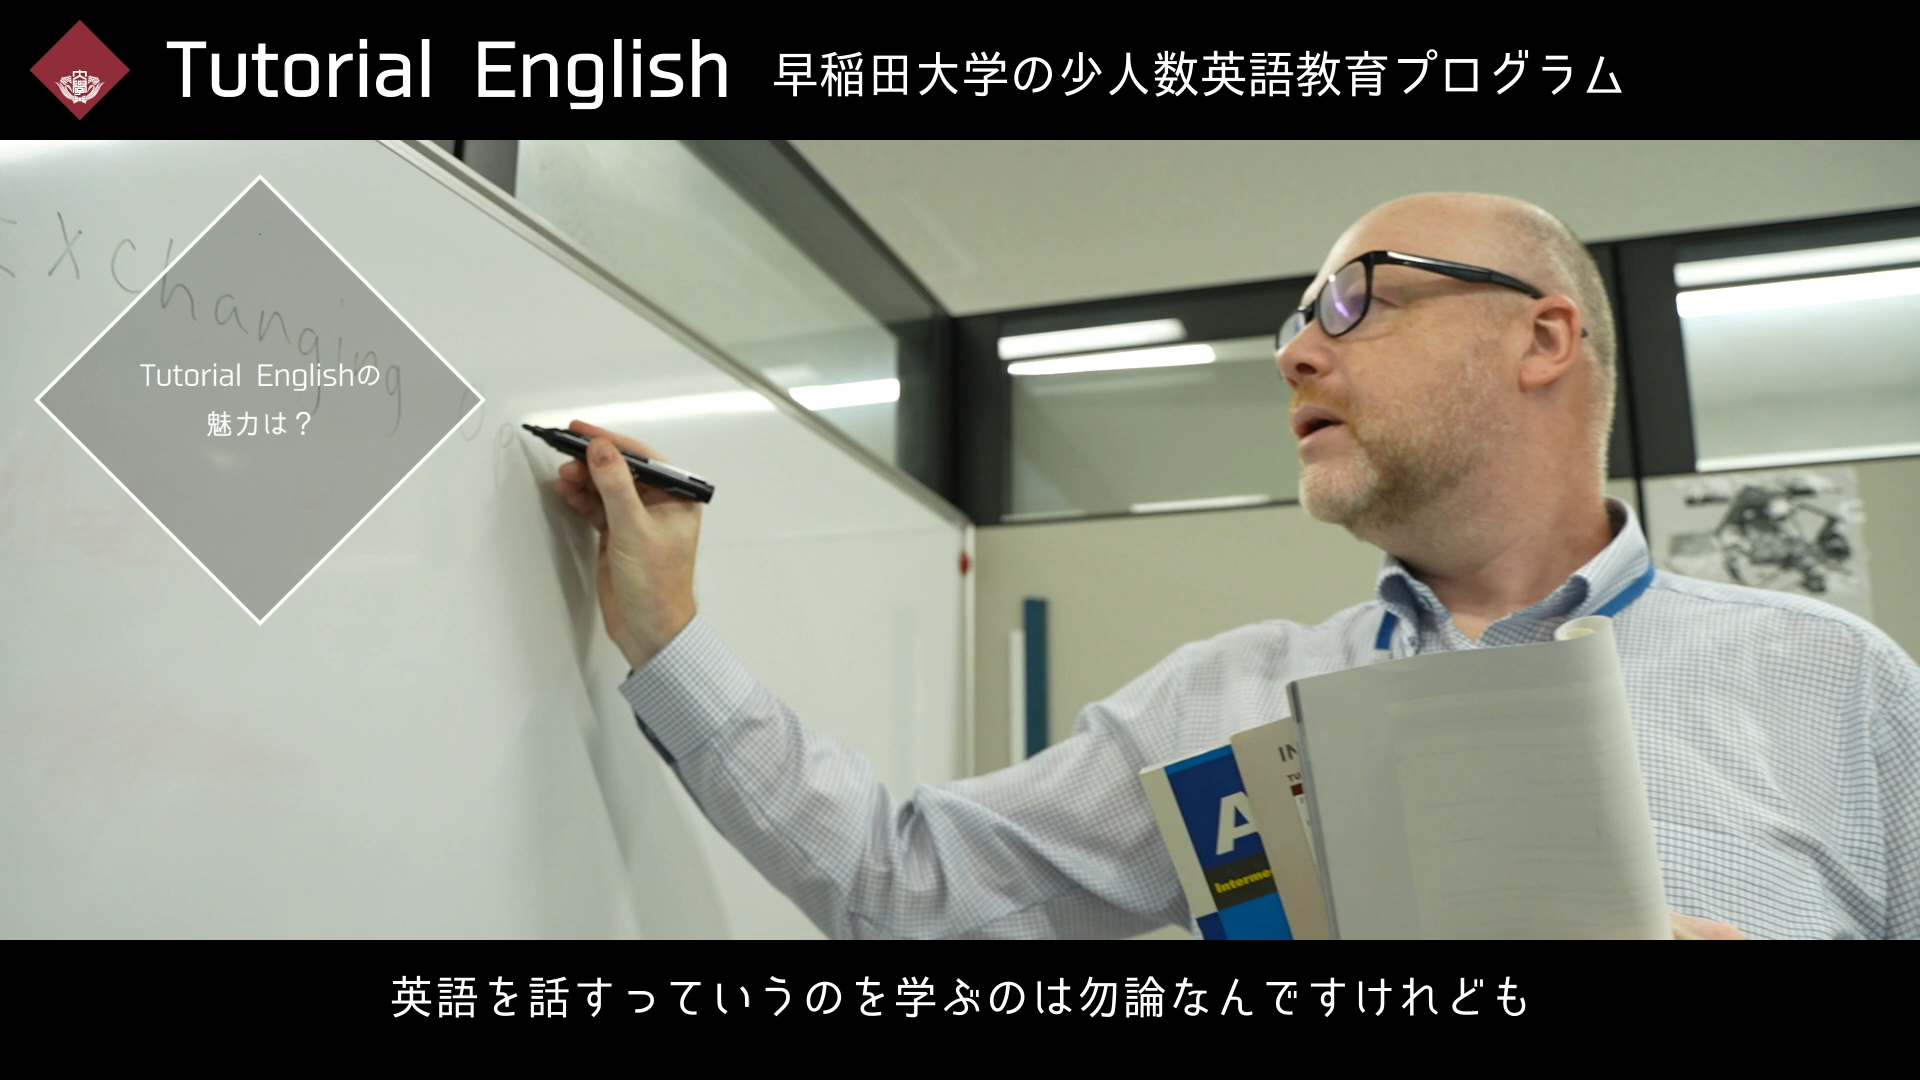 Tutorial English 早稲田大学の少人数英語教育プログラム
Exchanging
Tutorial Englishの
魅力は？
A
Interme
IN
TU
英語を話すっていうのを学ぶのは勿論なんですけれども